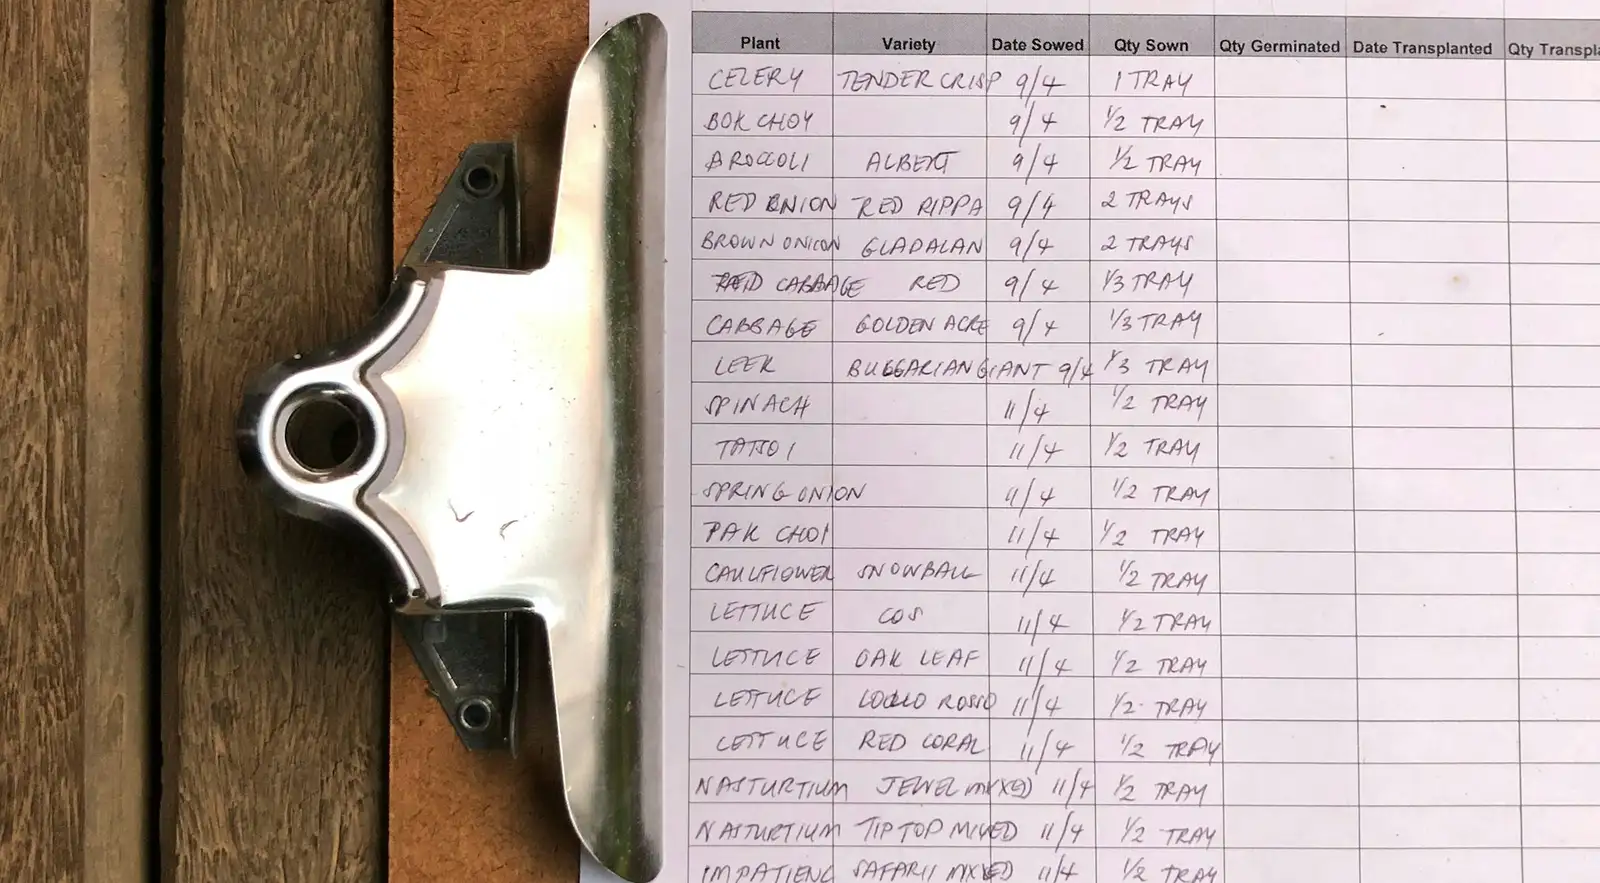 Plant Variety Date Sowed Qty Sown Qty Germinated Date Transplanted Qty Transpla
CELERY TENDER CRISP 9/4 1 TRAY
BOK CHOY 9/4 1/2 TRAY
BROCCOLI ALBERT 9/4 1/2 TRAY
RED ONION RED RIPPA 9/4 2 TRAYS
BROWN ONION GLADALAN 9/4 2 TRAYS
RED CABBAGE RED 9/4 1/3 TRAY
CABBAGE GOLDEN ACRE 9/4 1/3 TRAY
LEEK BULGARIAN GIANT 9/4 1/3 TRAY
SPINACH 11/4 1/2 TRAY
TATSOI 11/4 1/2 TRAY
SPRING ONION 11/4 1/2 TRAY
PAK CHOI 11/4 1/2 TRAY
CAULIFLOWER SNOWBALL 11/4 1/2 TRAY
LETTUCE COS 11/4 1/2 TRAY
LETTUCE OAK LEAF 11/4 1/2 TRAY
LETTUCE LOLLO ROSSO 11/4 1/2 TRAY
LETTUCE RED CORAL 11/4 1/2 TRAY
NASTURTIUM JEWEL MIXED 11/4 1/2 TRAY
NASTURTIUM TIP TOP MIXED 11/4 1/2 TRAY
IMPATIENC SAFARII MIXED 11/4 1/2 TRAY